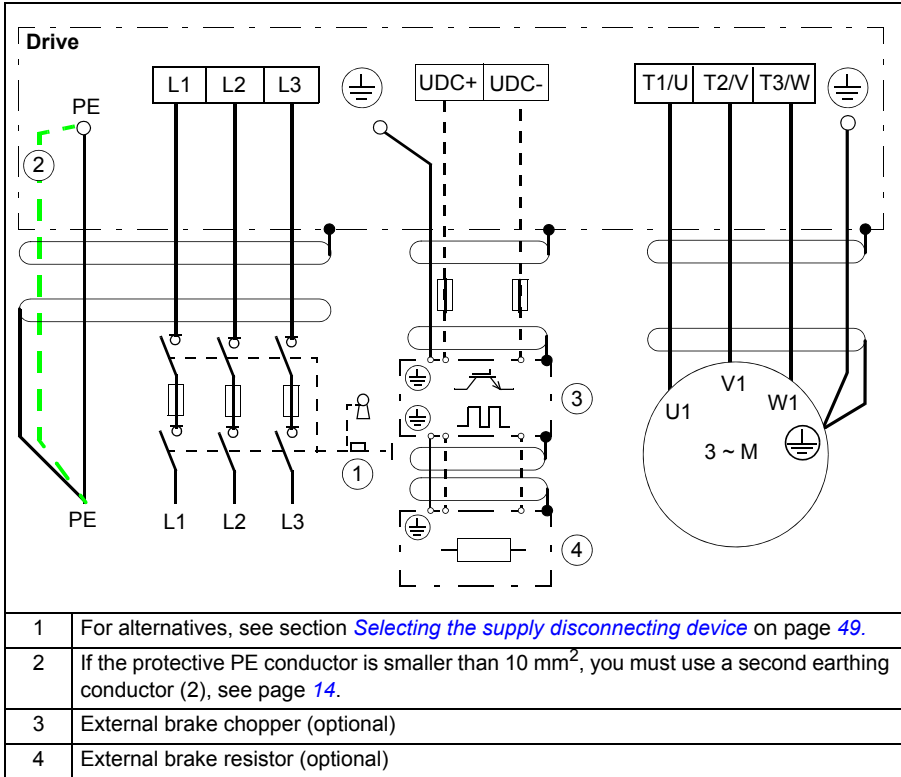 Drive
L1 L2 L3
UDC+ UDC-
T1/U T2/V T3/W
PE
2
3
U1
V1
W1
3 ~ M
1
PE
L1 L2 L3
4
1 For alternatives, see section Selecting the supply disconnecting device on page 49.
2 If the protective PE conductor is smaller than 10 mm², you must use a second earthing
conductor (2), see page 14.
3 External brake chopper (optional)
4 External brake resistor (optional)